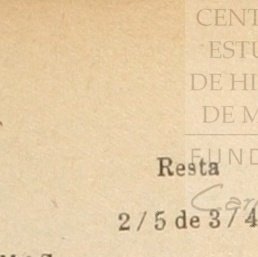 CENT
ESTU
DE HI
DE M
FUND
Resta
2/5 de 3/4